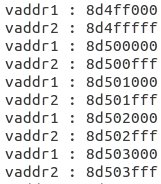 vaddr1 : 8d4ff000
vaddr2 : 8d4fffff
vaddr1 : 8d500000
vaddr2 : 8d500fff
vaddr1 : 8d501000
vaddr2 : 8d501fff
vaddr1 : 8d502000
vaddr2 : 8d502fff
vaddr1 : 8d503000
vaddr2 : 8d503fff